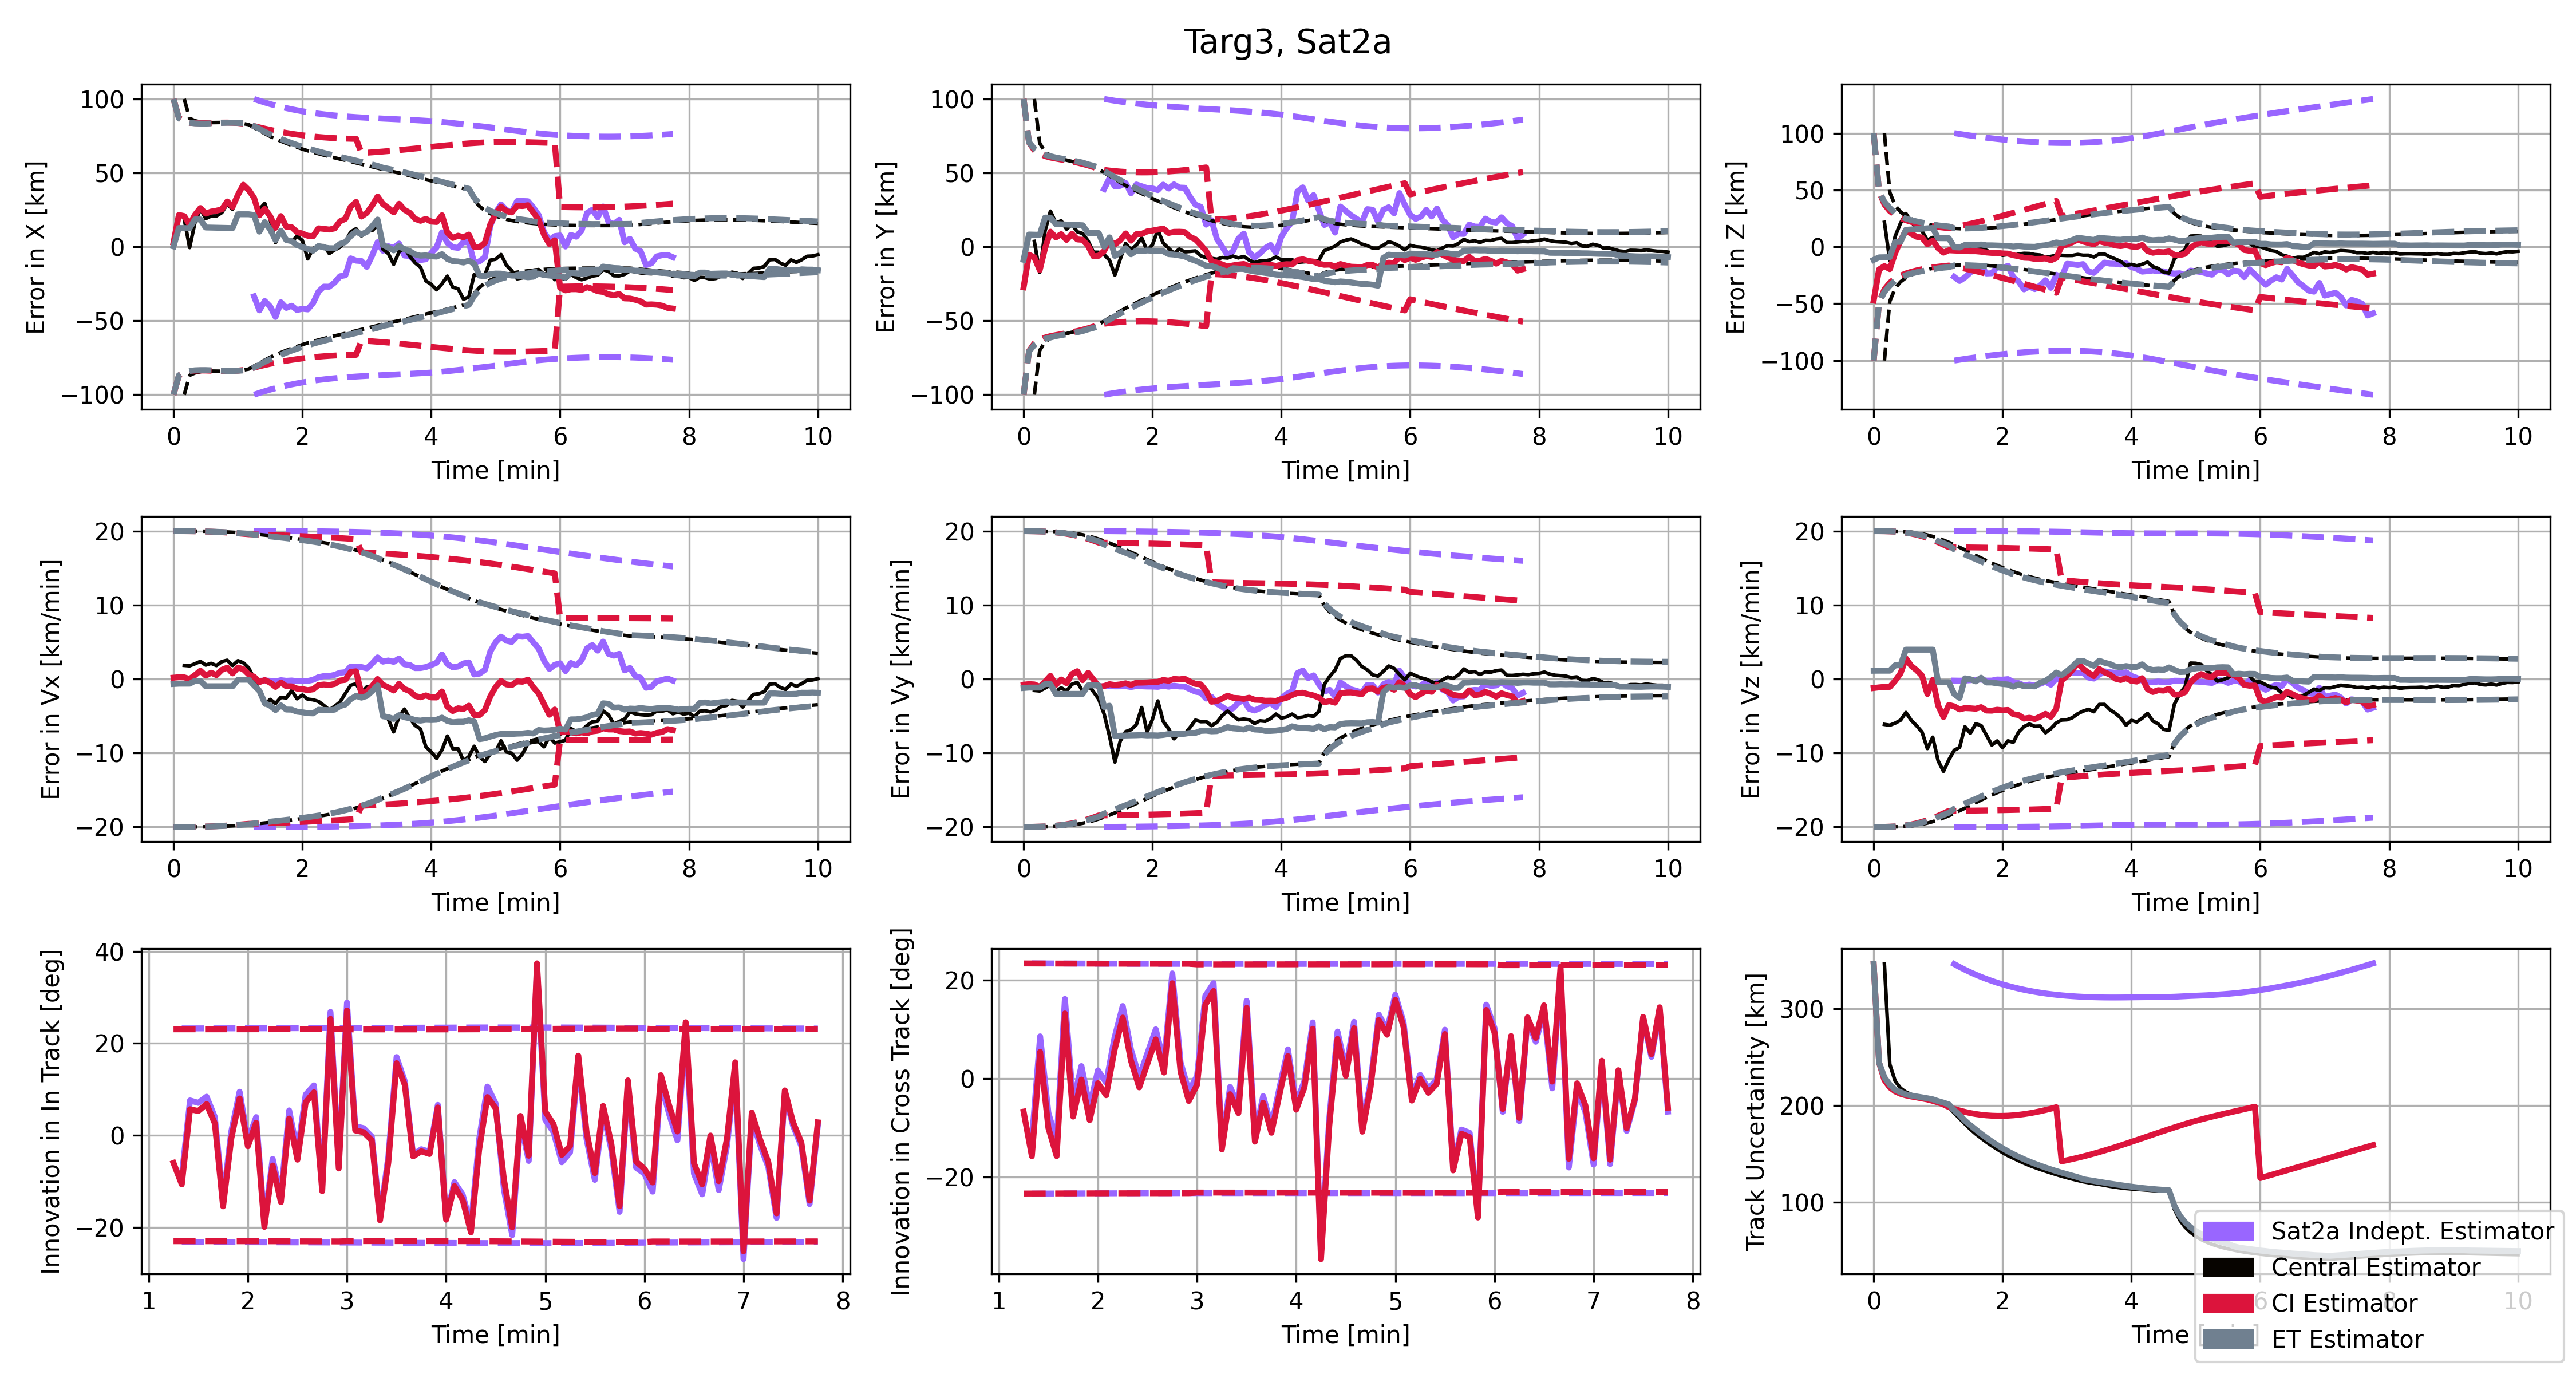 Targ3, Sat2a
Error in X [km]
100
50
0
−50
−100
0 2 4 6 8 10
Time [min]
Error in Y [km]
100
50
0
−50
−100
0 2 4 6 8 10
Time [min]
Error in Z [km]
100
50
0
−50
−100
0 2 4 6 8 10
Time [min]
Error in Vx [km/min]
20
10
0
−10
−20
0 2 4 6 8 10
Time [min]
Error in Vy [km/min]
20
10
0
−10
−20
0 2 4 6 8 10
Time [min]
Error in Vz [km/min]
20
10
0
−10
−20
0 2 4 6 8 10
Time [min]
Innovation in In Track [deg]
40
20
0
−20
1 2 3 4 5 6 7 8
Time [min]
Innovation in Cross Track [deg]
20
0
−20
1 2 3 4 5 6 7 8
Time [min]
Track Uncertainity [km]
300
200
100
0 2 4 6 8 10
Time
Sat2a Indept. Estimator
Central Estimator
CI Estimator
ET Estimator